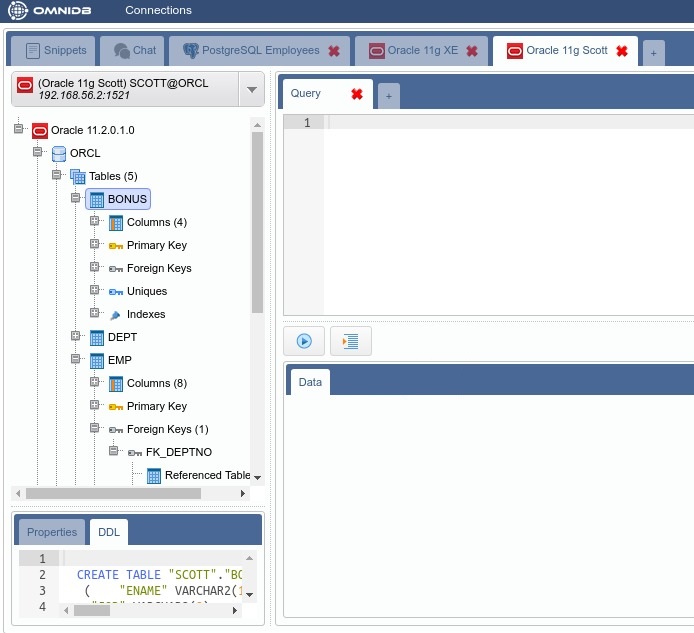 OMNIDB Connections
Snippets Chat PostgreSQL Employees Oracle 11g XE Oracle 11g Scott +
(Oracle 11g Scott) SCOTT@ORCL
192.168.56.2:1521
Query +
1
Oracle 11.2.0.1.0
ORCL
Tables (5)
BONUS
Columns (4)
Primary Key
Foreign Keys
Uniques
Indexes
DEPT
EMP
Columns (8)
Primary Key
Foreign Keys (1)
FK_DEPTNO
Referenced Table
Data
Properties DDL
1
2 CREATE TABLE "SCOTT"."BO
3 ( "ENAME" VARCHAR2(1
4